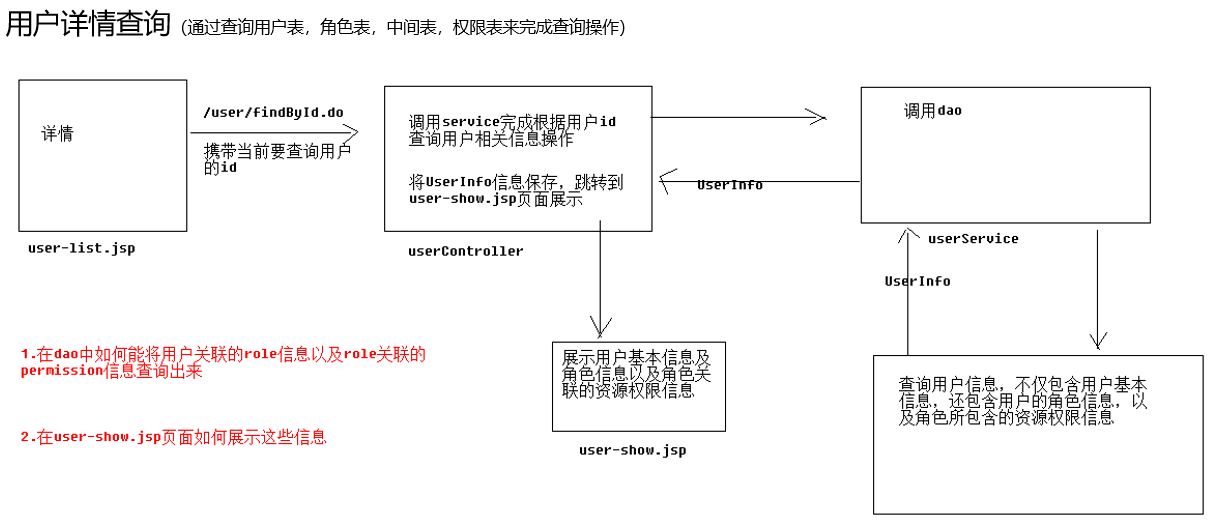 用户详情查询（通过查询用户表，角色表，中间表，权限表来完成查询操作）
详情
user-list.jsp
/user/findById.do
携带当前要查询用户
的id
调用service完成根据用户id
查询用户相关信息操作
将UserInfo信息保存，跳转到
user-show.jsp页面展示
userController
UserInfo
调用dao
userService
UserInfo
1.在dao中如何能将用户关联的role信息以及role关联的
permission信息查询出来
2.在user-show.jsp页面如何展示这些信息
展示用户基本信息及
角色信息以及角色关
联的资源权限信息
user-show.jsp
查询用户信息，不仅包含用户基本
信息，还包含用户的角色信息，以
及角色所包含的资源权限信息